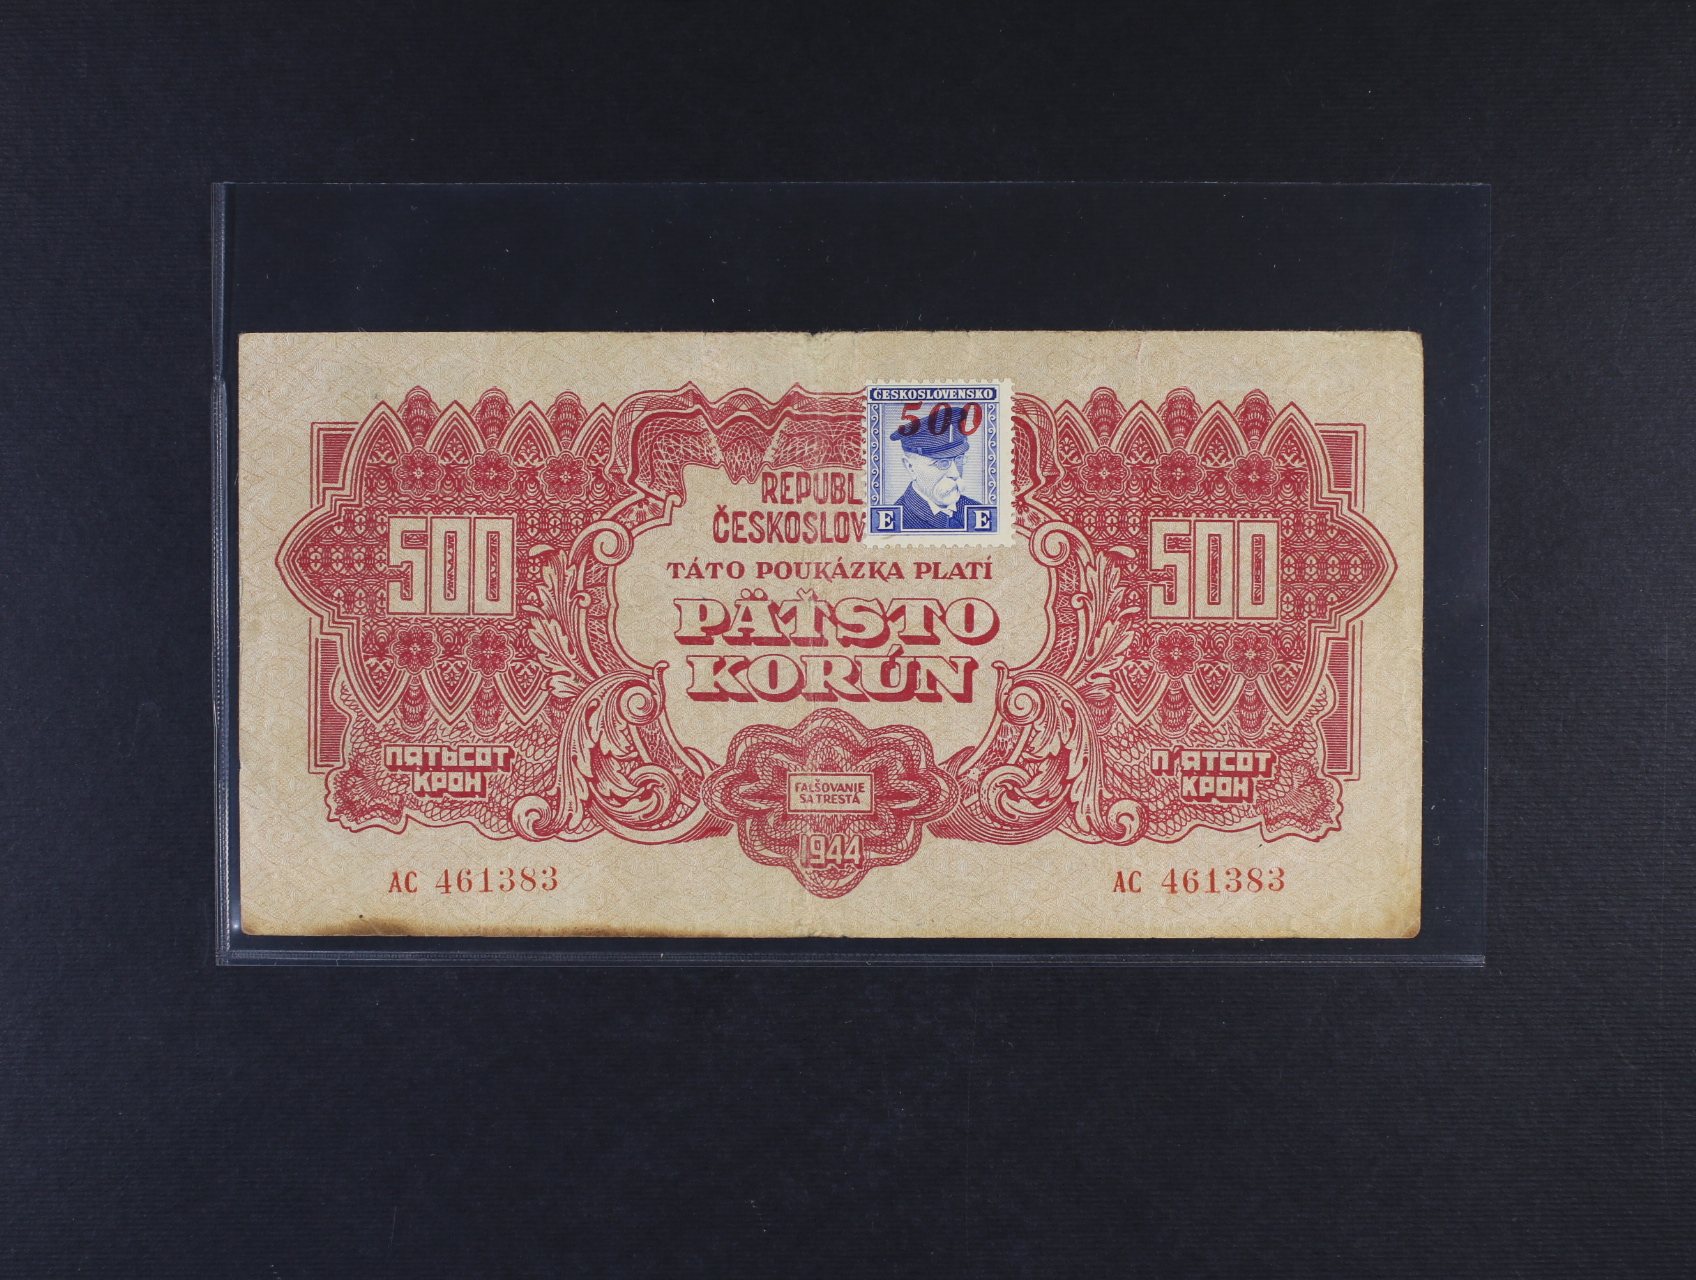 ČESKOSLOVENSKO
500
E E
REPUBL
ČESKOSLOV
500
500
TÁTO POUKÁZKA PLATÍ
PÄŤSTO
KORÚN
ПЯТЬСОТ
КРОН
П'ЯТСОТ
КРОН
FALŠOVANIE
SA TRESTÁ
1944
AC 461383
AC 461383